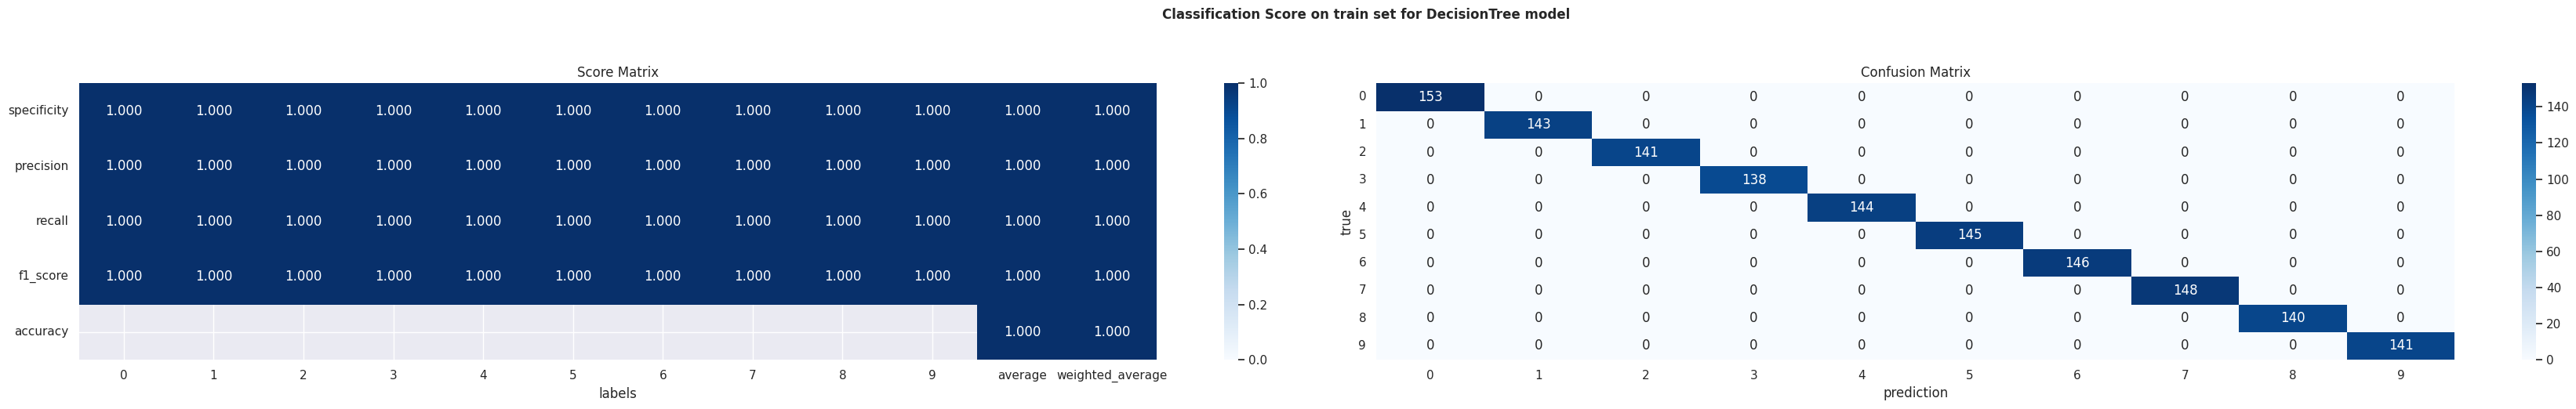 Classification Score on train set for DecisionTree model
Score Matrix
specificity 1.000 1.000 1.000 1.000 1.000 1.000 1.000 1.000 1.000 1.000 1.000 1.000
precision 1.000 1.000 1.000 1.000 1.000 1.000 1.000 1.000 1.000 1.000 1.000 1.000
recall 1.000 1.000 1.000 1.000 1.000 1.000 1.000 1.000 1.000 1.000 1.000 1.000
f1_score 1.000 1.000 1.000 1.000 1.000 1.000 1.000 1.000 1.000 1.000 1.000 1.000
accuracy 1.000 1.000
0 1 2 3 4 5 6 7 8 9 average weighted_average
labels
1.0
0.8
0.6
0.4
0.2
0.0
Confusion Matrix
true
0 153 0 0 0 0 0 0 0 0 0
1 0 143 0 0 0 0 0 0 0 0
2 0 0 141 0 0 0 0 0 0 0
3 0 0 0 138 0 0 0 0 0 0
4 0 0 0 0 144 0 0 0 0 0
5 0 0 0 0 0 145 0 0 0 0
6 0 0 0 0 0 0 146 0 0 0
7 0 0 0 0 0 0 0 148 0 0
8 0 0 0 0 0 0 0 0 140 0
9 0 0 0 0 0 0 0 0 0 141
0 1 2 3 4 5 6 7 8 9
prediction
140
120
100
80
60
40
20
0